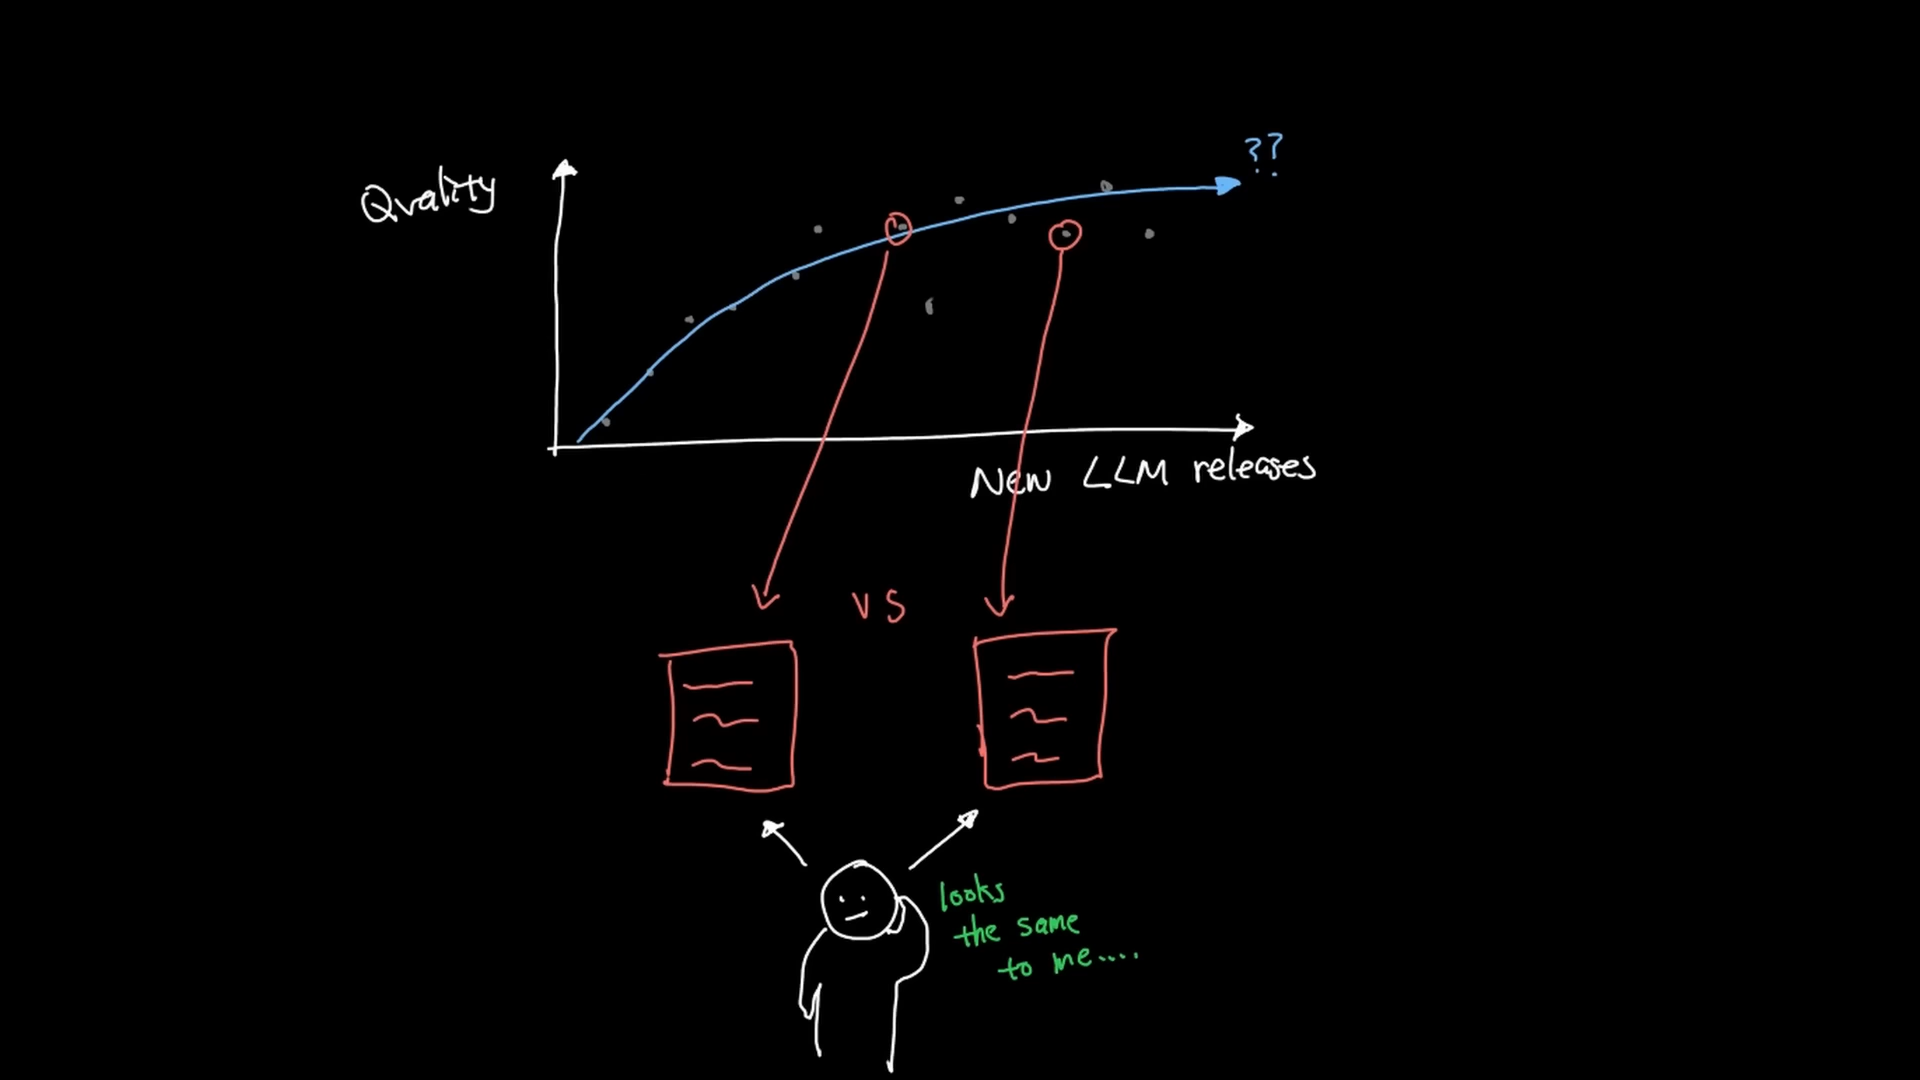 ??
Quality
New LLM releases
vs
looks
the same
to me....